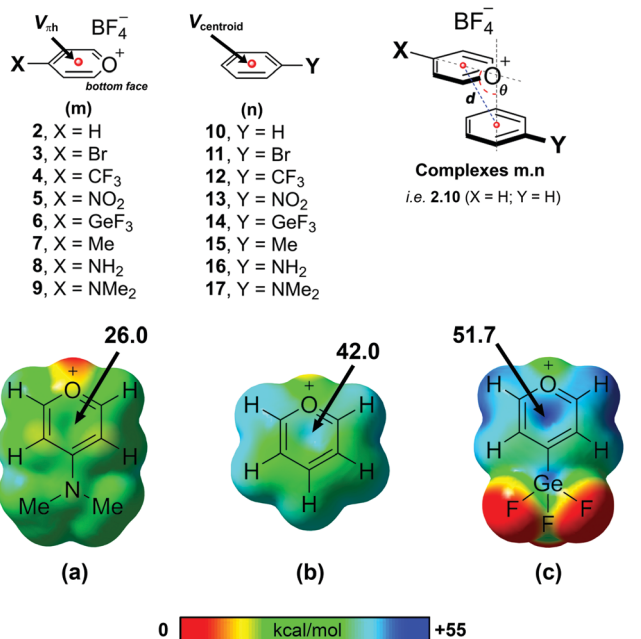 Vπh BF4− Vcentroid BF4−
X O+ Y X O+ d θ Y
bottom face
(m) (n)
Complexes m.n
i.e. 2.10 (X = H; Y = H)
2, X = H 10, Y = H
3, X = Br 11, Y = Br
4, X = CF3 12, Y = CF3
5, X = NO2 13, Y = NO2
6, X = GeF3 14, Y = GeF3
7, X = Me 15, Y = Me
8, X = NH2 16, Y = NH2
9, X = NMe2 17, Y = NMe2
26.0 42.0 51.7
+ + +
H O H H O H H O H
H H H H H H
N H Ge
Me Me F F F
(a) (b) (c)
0 kcal/mol +55